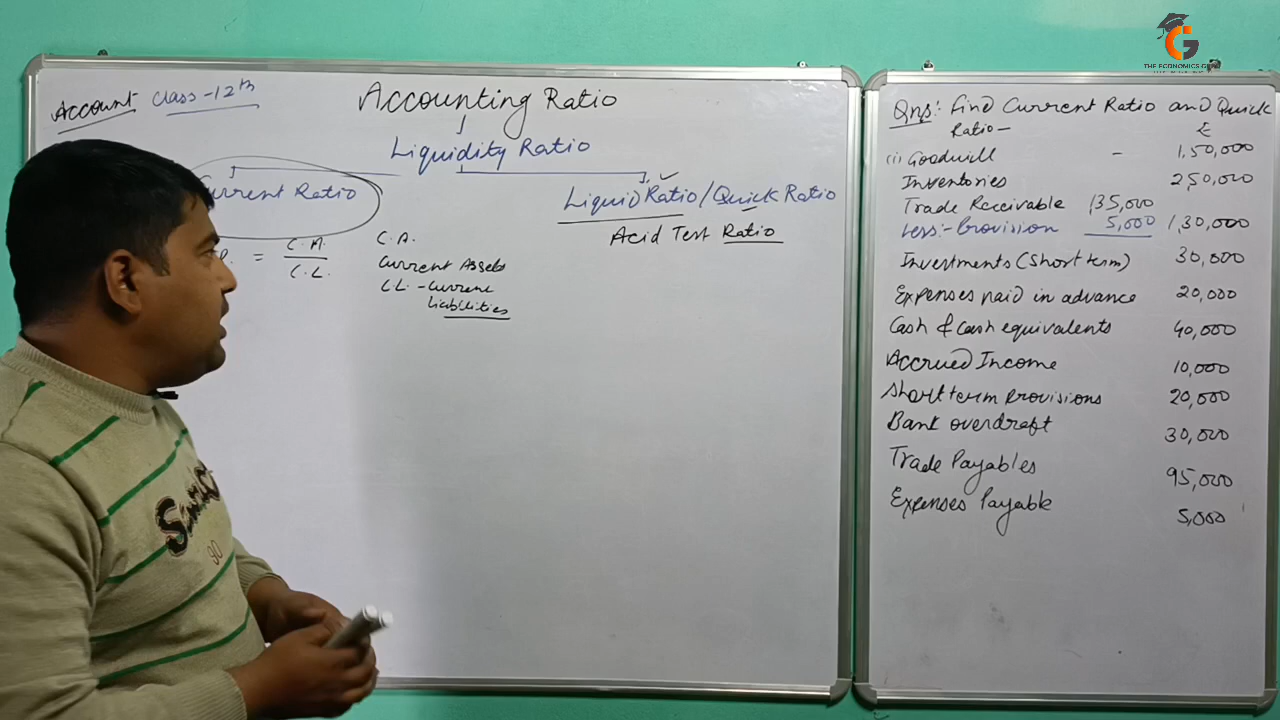 Account Class-12th
Accounting Ratio
Liquidity Ratio
Current Ratio
Liquid Ratio/Quick Ratio
Acid Test Ratio
= C.A. / C.L.
C.A.
Current Assets
C.L. - Current
Liabilities
Qns: Find Current Ratio and Quick
Ratio- ₹
(i) Goodwill - 1,50,000
Inventories 2,50,000
Trade Receivable 1,35,000
Less:- Provision 5,000 1,30,000
Investments (Short term) 30,000
Expenses paid in advance 20,000
Cash & Cash equivalents 40,000
Accrued Income 10,000
Short term provisions 20,000
Bank overdraft 30,000
Trade Payables 95,000
Expenses Payable 5,000
THE ECONOMICS G
90